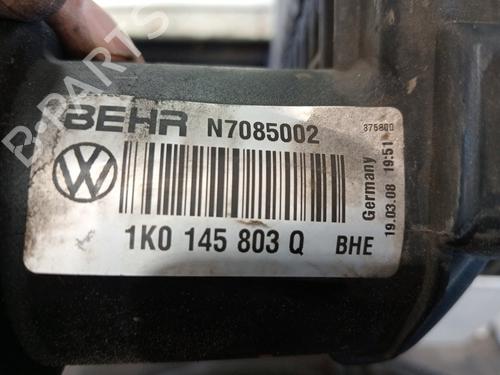 B-PARTS
BEHR N7085002
375800
VW
1K0 145 803 Q BHE
Germany
19.03.08 19:51